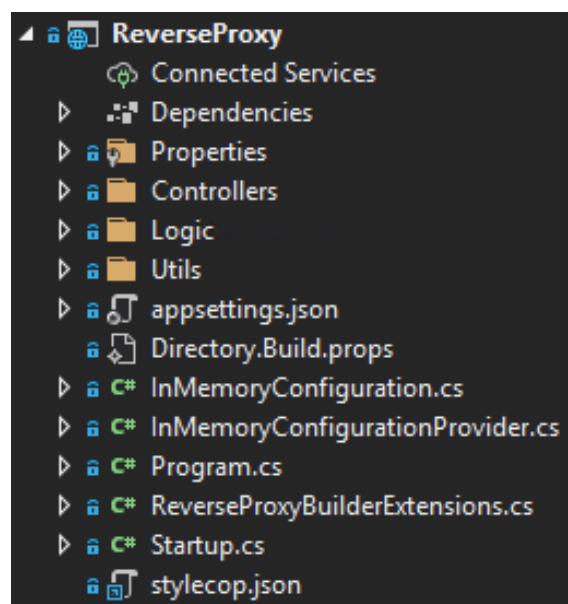 ReverseProxy
Connected Services
Dependencies
Properties
Controllers
Logic
Utils
appsettings.json
Directory.Build.props
C# InMemoryConfiguration.cs
C# InMemoryConfigurationProvider.cs
C# Program.cs
C# ReverseProxyBuilderExtensions.cs
C# Startup.cs
stylecop.json